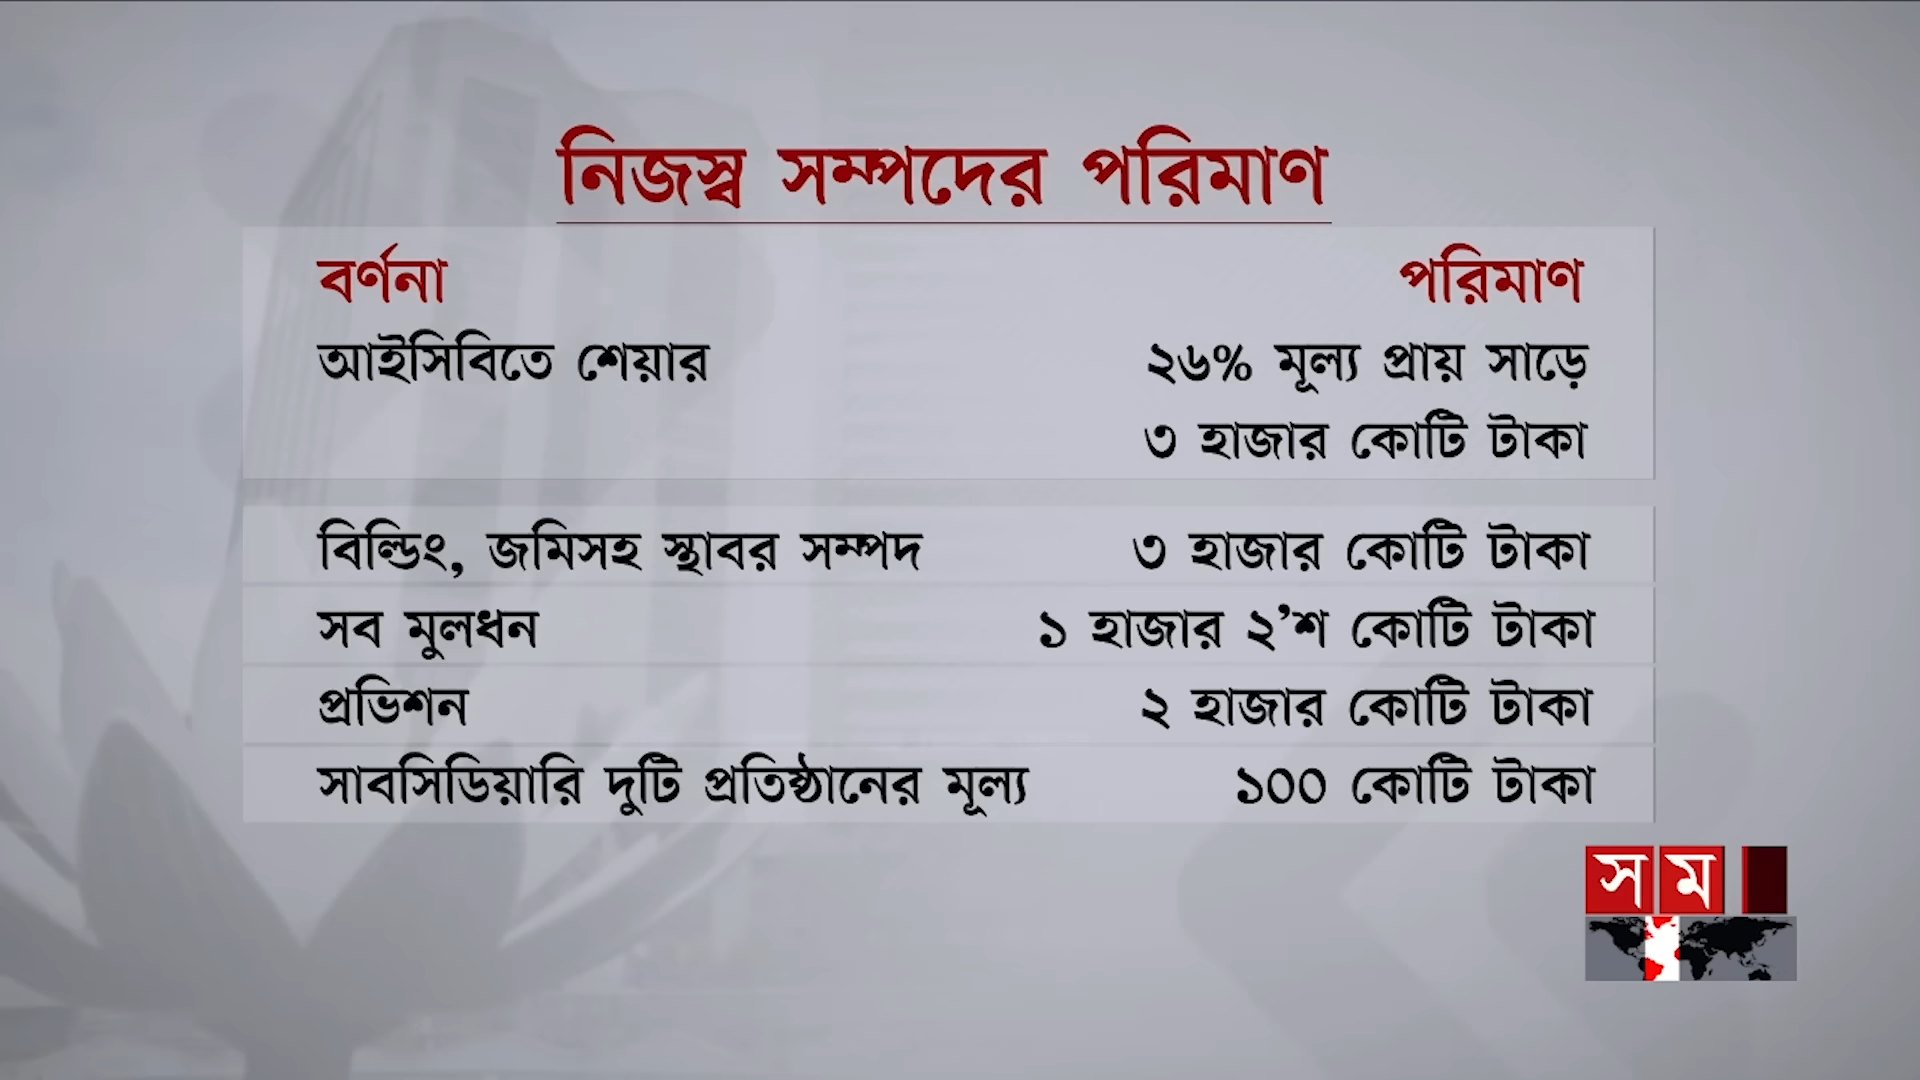 নিজস্ব সম্পদের পরিমাণ
বর্ণনা পরিমাণ
আইসিবিতে শেয়ার ২৬% মূল্য প্রায় সাড়ে
৩ হাজার কোটি টাকা
বিল্ডিং, জমিসহ স্থাবর সম্পদ ৩ হাজার কোটি টাকা
সব মুলধন ১ হাজার ২’শ কোটি টাকা
প্রভিশন ২ হাজার কোটি টাকা
সাবসিডিয়ারি দুটি প্রতিষ্ঠানের মূল্য ১০০ কোটি টাকা
স ম